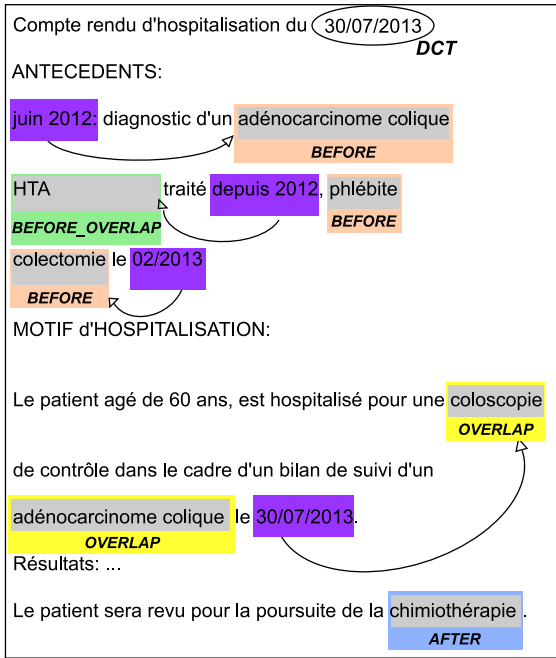 Compte rendu d'hospitalisation du 30/07/2013
DCT
ANTECEDENTS:
juin 2012: diagnostic d'un adénocarcinome colique
BEFORE
HTA traité depuis 2012, phlébite
BEFORE_OVERLAP BEFORE
colectomie le 02/2013
BEFORE
MOTIF d'HOSPITALISATION:
Le patient agé de 60 ans, est hospitalisé pour une coloscopie
OVERLAP
de contrôle dans le cadre d'un bilan de suivi d'un
adénocarcinome colique le 30/07/2013.
OVERLAP
Résultats: ...
Le patient sera revu pour la poursuite de la chimiothérapie.
AFTER